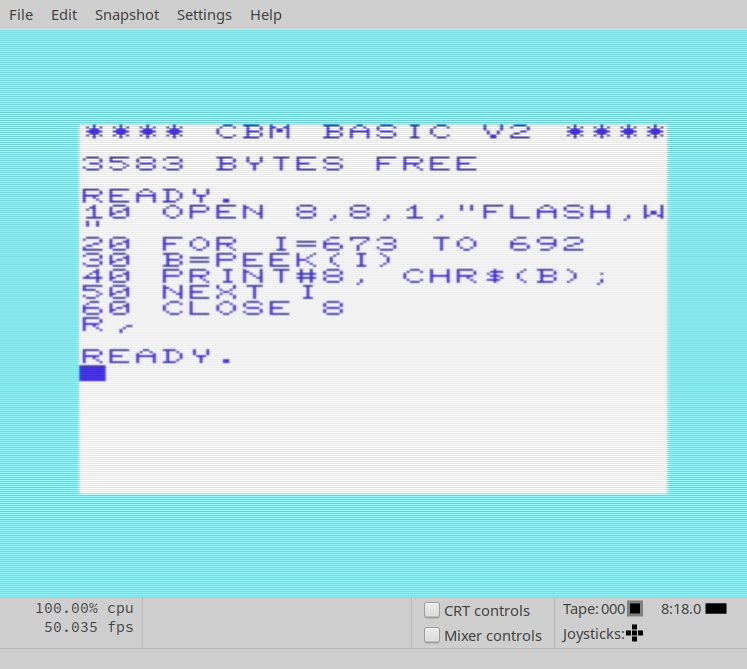 File Edit Snapshot Settings Help
**** CBM BASIC V2 ****
3583 BYTES FREE
READY.
10 OPEN 8,8,1,"FLASH,W
"
20 FOR I=673 TO 692
30 B=PEEK(I)
40 PRINT#8, CHR$(B);
50 NEXT I
60 CLOSE 8
R╭
READY.
100.00% cpu
50.035 fps
CRT controls
Mixer controls
Tape: 000
8:18.0
Joysticks: